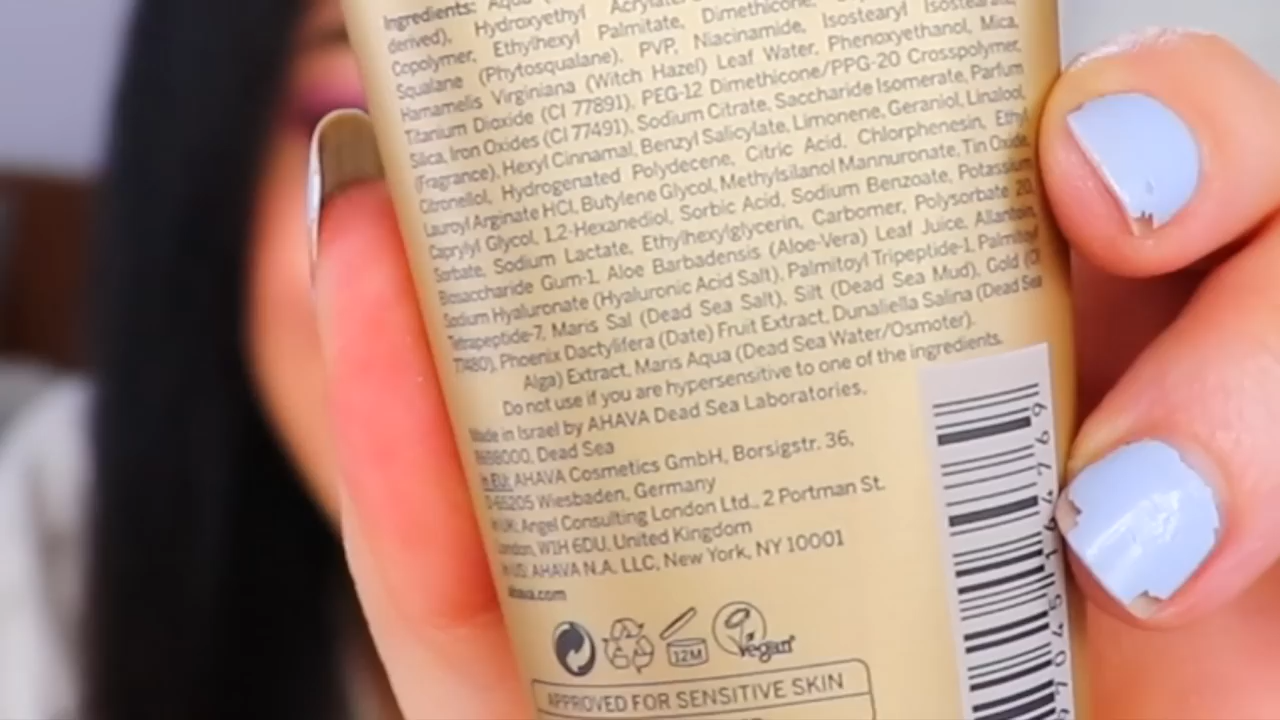 Ingredients: Aqua
derived), Hydroxyethyl
Copolymer, Ethylhexyl Palmitate, Dimethicone,
Squalane (Phytosqualane), PVP, Niacinamide, Isostearyl
Hamamelis Virginiana (Witch Hazel) Leaf Water, Phenoxyethanol, Mica,
Titanium Dioxide (CI 77891), PEG-12 Dimethicone/PPG-20 Crosspolymer,
Silica, Iron Oxides (CI 77491), Sodium Citrate, Saccharide Isomerate, Parfum
(Fragrance), Hexyl Cinnamal, Benzyl Salicylate, Limonene, Geraniol, Linalool,
Citronellol, Hydrogenated Polydecene, Citric Acid, Chlorphenesin, Ethyl
Lauroyl Arginate HCl, Butylene Glycol, Methylsilanol Mannuronate, Tin Oxide,
Caprylyl Glycol, 1,2-Hexanediol, Sorbic Acid, Sodium Benzoate, Potassium
Sorbate, Sodium Lactate, Ethylhexylglycerin, Carbomer, Polysorbate 20,
Biosaccharide Gum-1, Aloe Barbadensis (Aloe-Vera) Leaf Juice, Allantoin,
Sodium Hyaluronate (Hyaluronic Acid Salt), Palmitoyl Tripeptide-1, Palmitoyl
Tetrapeptide-7, Maris Sal (Dead Sea Salt), Silt (Dead Sea Mud), Gold (CI
77480), Phoenix Dactylifera (Date) Fruit Extract, Dunaliella Salina (Dead Sea
Alga) Extract, Maris Aqua (Dead Sea Water/Osmoter).
Do not use if you are hypersensitive to one of the ingredients.
Made in Israel by AHAVA Dead Sea Laboratories,
8698000, Dead Sea
In EU: AHAVA Cosmetics GmbH, Borsigstr. 36,
D-65205 Wiesbaden, Germany
In UK: Angel Consulting London Ltd., 2 Portman St.
London, W1H 6DU, United Kingdom
In US: AHAVA N.A. LLC, New York, NY 10001
ahava.com
12M
Vegan
APPROVED FOR SENSITIVE SKIN